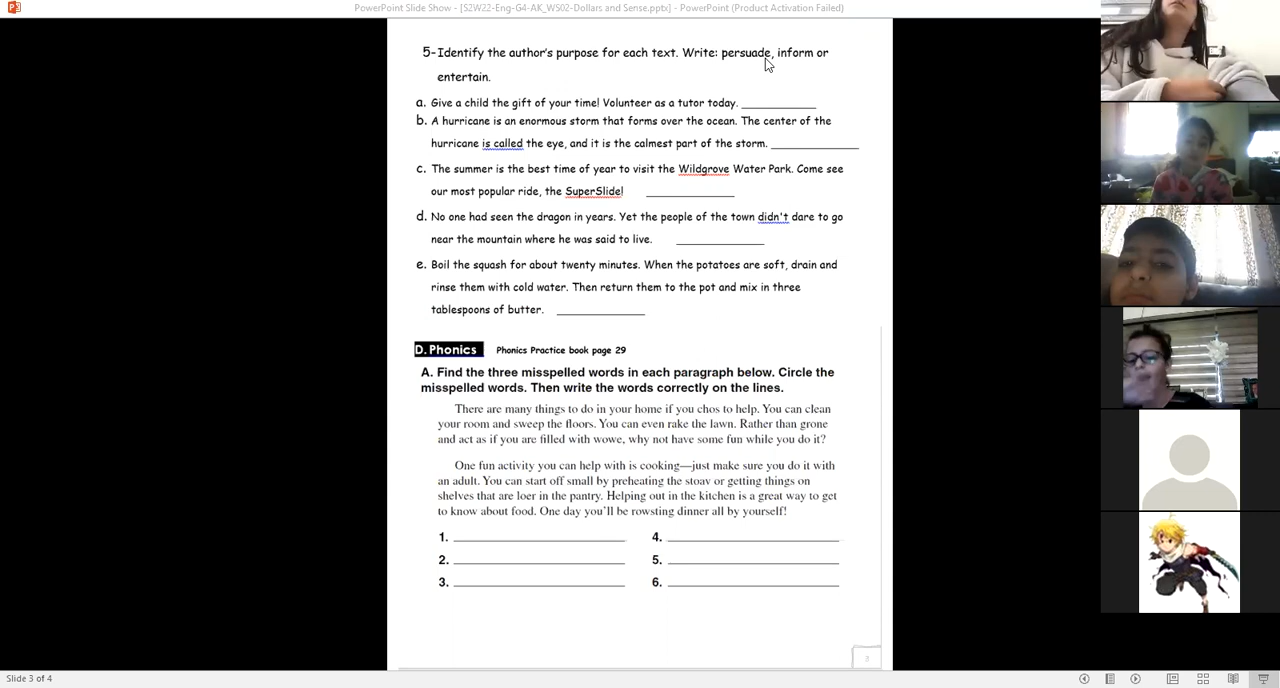 PowerPoint Slide Show - [S2W22-Eng-G4-AK_WS02-Dollars and Sense.pptx] - PowerPoint (Product Activation Failed)
5- Identify the author's purpose for each text. Write: persuade, inform or
entertain.
a. Give a child the gift of your time! Volunteer as a tutor today. ____________
b. A hurricane is an enormous storm that forms over the ocean. The center of the
hurricane is called the eye, and it is the calmest part of the storm. ______________
c. The summer is the best time of year to visit the Wildgrove Water Park. Come see
our most popular ride, the SuperSlide! ______________
d. No one had seen the dragon in years. Yet the people of the town didn't dare to go
near the mountain where he was said to live. ______________
e. Boil the squash for about twenty minutes. When the potatoes are soft, drain and
rinse them with cold water. Then return them to the pot and mix in three
tablespoons of butter. ______________
D. Phonics Phonics Practice book page 29
A. Find the three misspelled words in each paragraph below. Circle the
misspelled words. Then write the words correctly on the lines.
There are many things to do in your home if you chos to help. You can clean
your room and sweep the floors. You can even rake the lawn. Rather than grone
and act as if you are filled with wowe, why not have some fun while you do it?
One fun activity you can help with is cooking—just make sure you do it with
an adult. You can start off small by preheating the stoav or getting things on
shelves that are loer in the pantry. Helping out in the kitchen is a great way to get
to know about food. One day you'll be rowsting dinner all by yourself!
1. ______________ 4. ______________
2. ______________ 5. ______________
3. ______________ 6. ______________
3
Slide 3 of 4